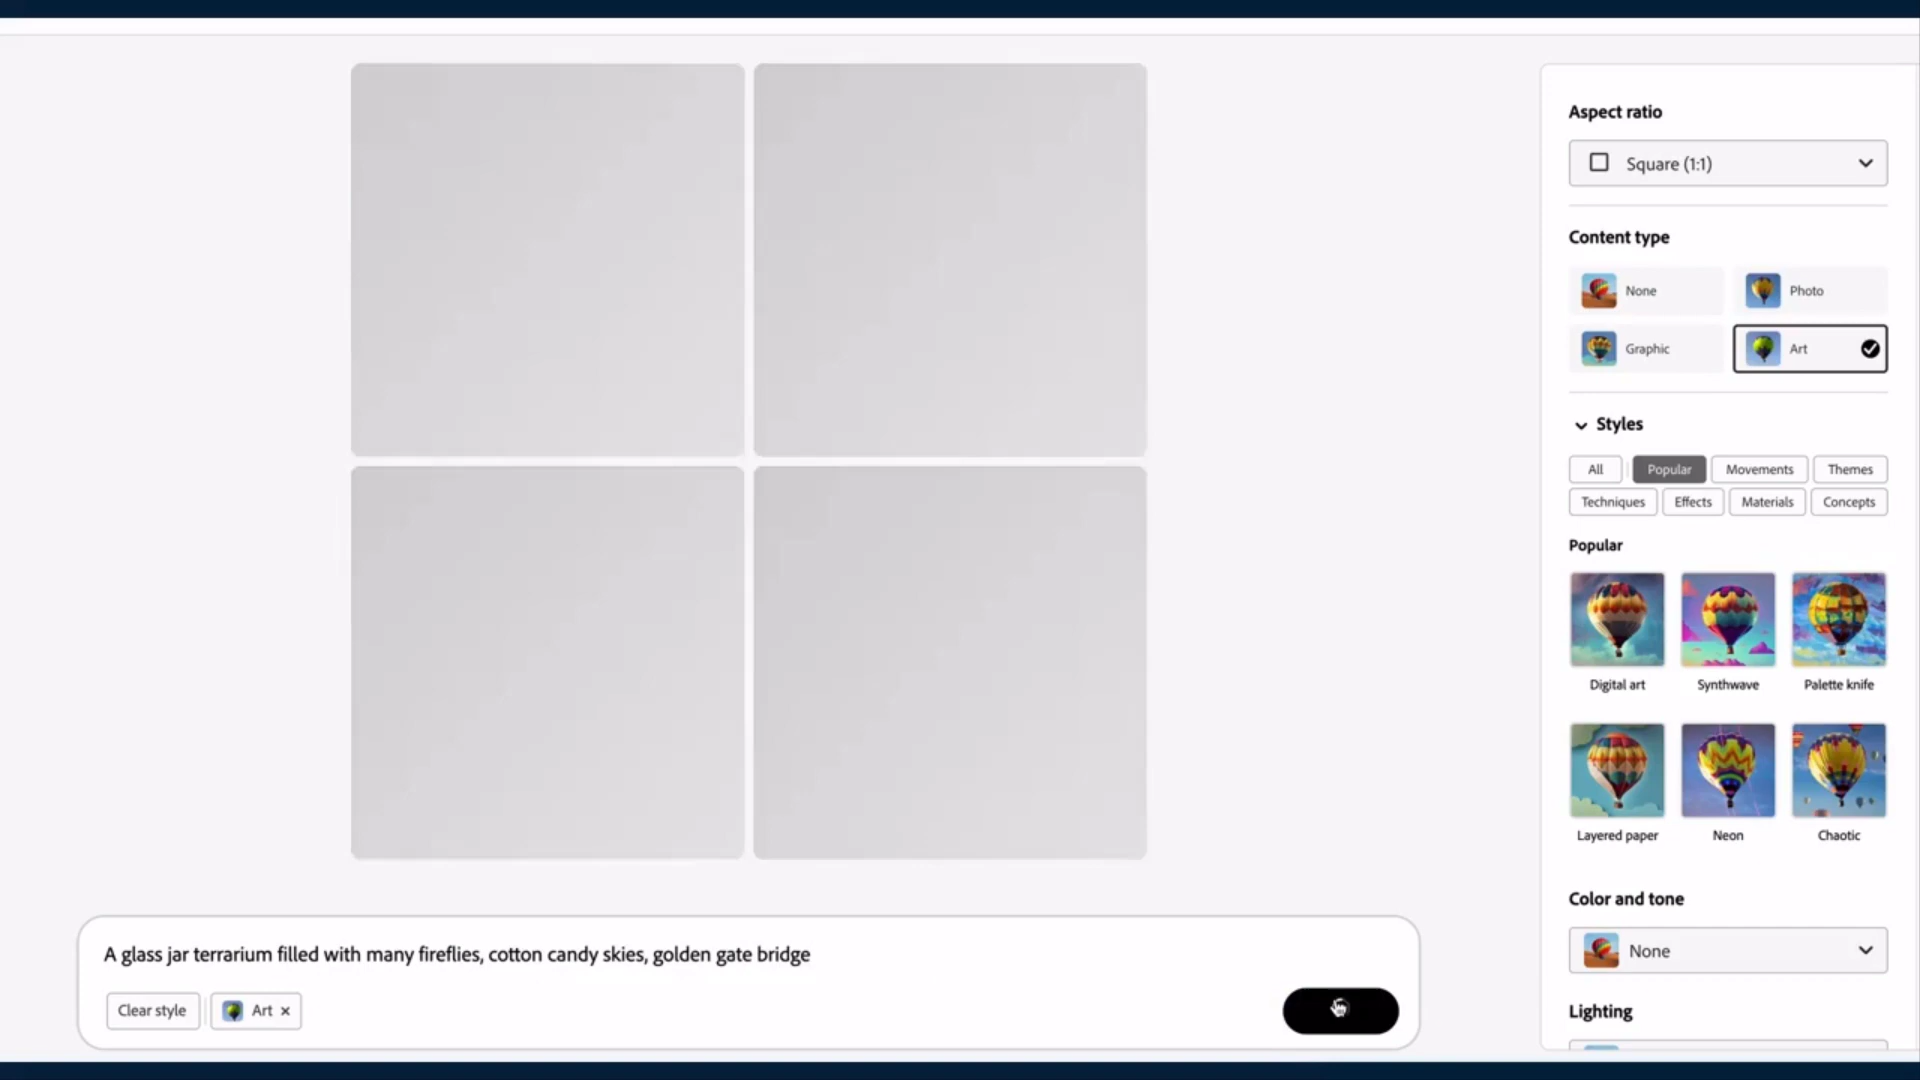 Aspect ratio
Square (1:1)
Content type
None
Photo
Graphic
Art
Styles
All
Popular
Movements
Themes
Techniques
Effects
Materials
Concepts
Popular
Digital art
Synthwave
Palette knife
Layered paper
Neon
Chaotic
Color and tone
None
Lighting
A glass jar terrarium filled with many fireflies, cotton candy skies, golden gate bridge
Clear style
Art ×